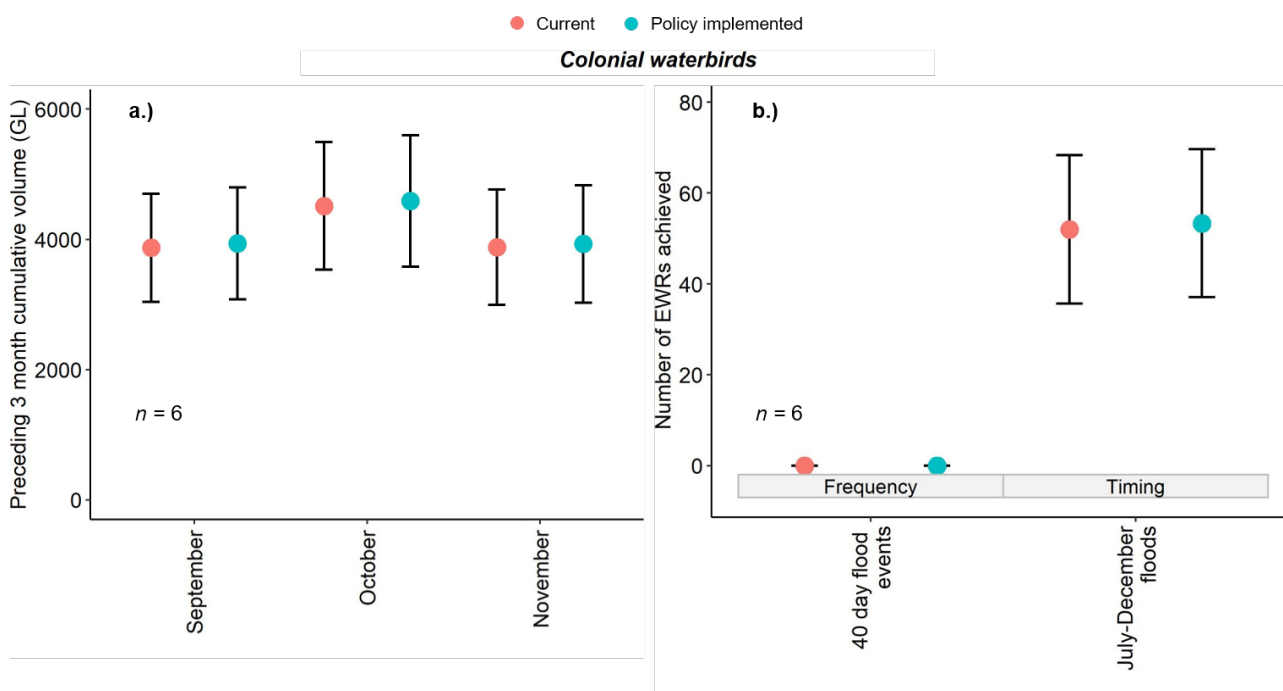 Current Policy implemented
Colonial waterbirds
a.)
Preceding 3 month cumulative volume (GL)
6000
4000
2000
0
n = 6
September
October
November
b.)
Number of EWRs achieved
80
60
40
20
0
n = 6
Frequency Timing
40 day flood
events
July-December
floods